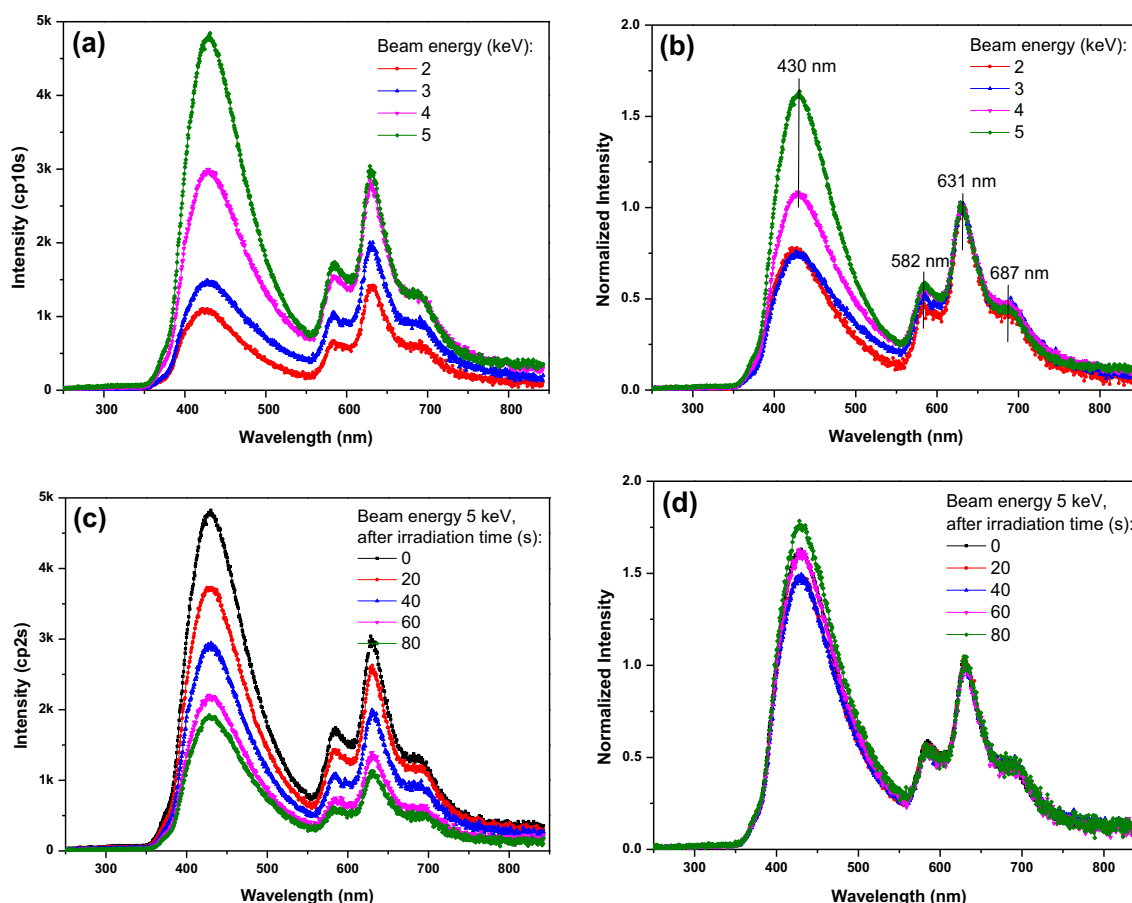 (a)
Beam energy (keV):
2
3
4
5
5k
4k
3k
2k
1k
0
Intensity (cp10s)
300 400 500 600 700 800
Wavelength (nm)
(b)
Beam energy (keV):
2
3
4
5
430 nm
631 nm
582 nm
687 nm
2.0
1.5
1.0
0.5
0.0
Normalized Intensity
300 400 500 600 700 800
Wavelength (nm)
(c)
Beam energy 5 keV,
after irradiation time (s):
0
20
40
60
80
5k
4k
3k
2k
1k
0
Intensity (cp2s)
300 400 500 600 700 800
Wavelength (nm)
(d)
Beam energy 5 keV,
after irradiation time (s):
0
20
40
60
80
2.0
1.5
1.0
0.5
0.0
Normalized Intensity
300 400 500 600 700 800
Wavelength (nm)